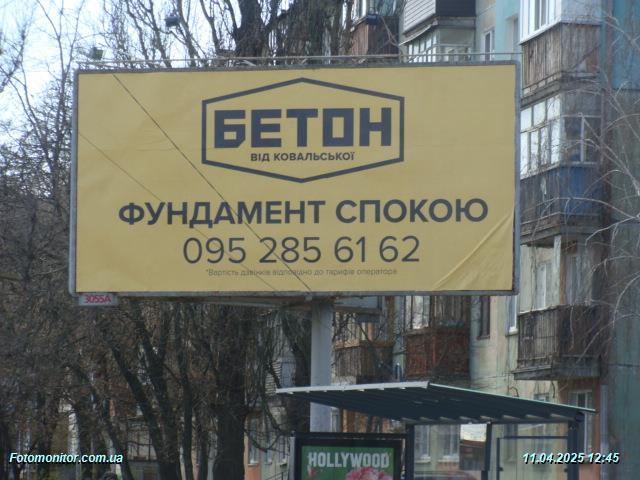 БЕТОН
ВІД КОВАЛЬСЬКОЇ
ФУНДАМЕНТ СПОКОЮ
095 285 61 62
*Вартість дзвінків відповідно до тарифів оператора
3055A
HOLLYWOOD
Fotomonitor.com.ua
11.04.2025 12:45